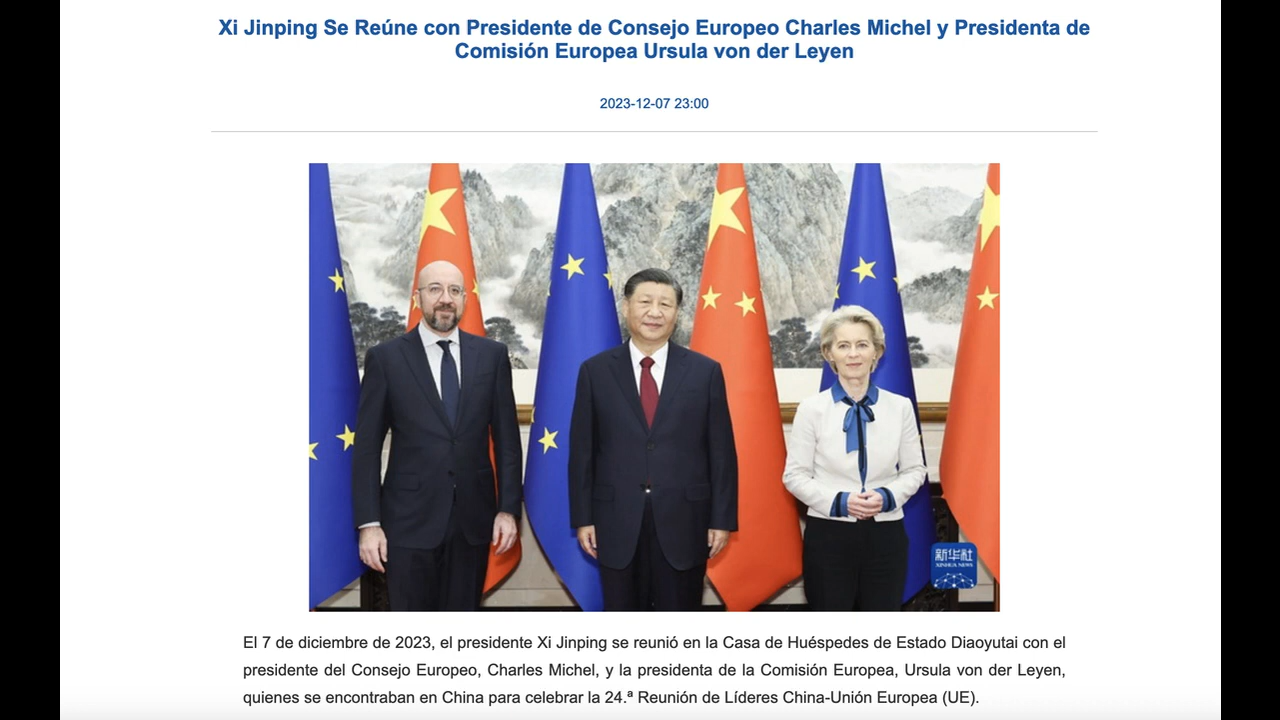 Xi Jinping Se Reúne con Presidente de Consejo Europeo Charles Michel y Presidenta de
Comisión Europea Ursula von der Leyen
2023-12-07 23:00
新华社
XINHUA NEWS
El 7 de diciembre de 2023, el presidente Xi Jinping se reunió en la Casa de Huéspedes de Estado Diaoyutai con el
presidente del Consejo Europeo, Charles Michel, y la presidenta de la Comisión Europea, Ursula von der Leyen,
quienes se encontraban en China para celebrar la 24.ª Reunión de Líderes China-Unión Europea (UE).